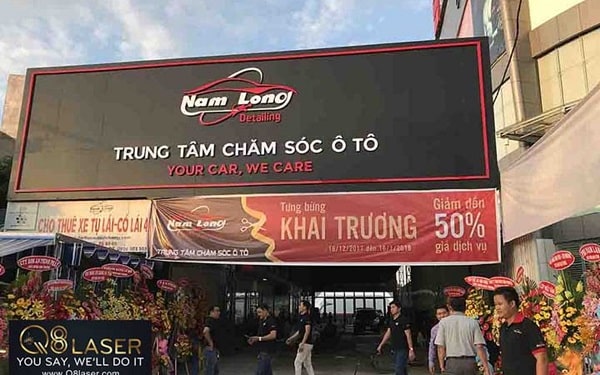 Nam Long
Detailing
TRUNG TÂM CHĂM SÓC Ô TÔ
YOUR CAR, WE CARE
CHO THUÊ XE TỰ LÁI-CÓ LÁI
Nam Long
TRUNG TÂM CHĂM SÓC Ô TÔ
Tưng bừng
KHAI TRƯƠNG
Giảm đến
50%
giá dịch vụ
Q8 LASER
YOU SAY, WE'LL DO IT
www.Q8laser.com